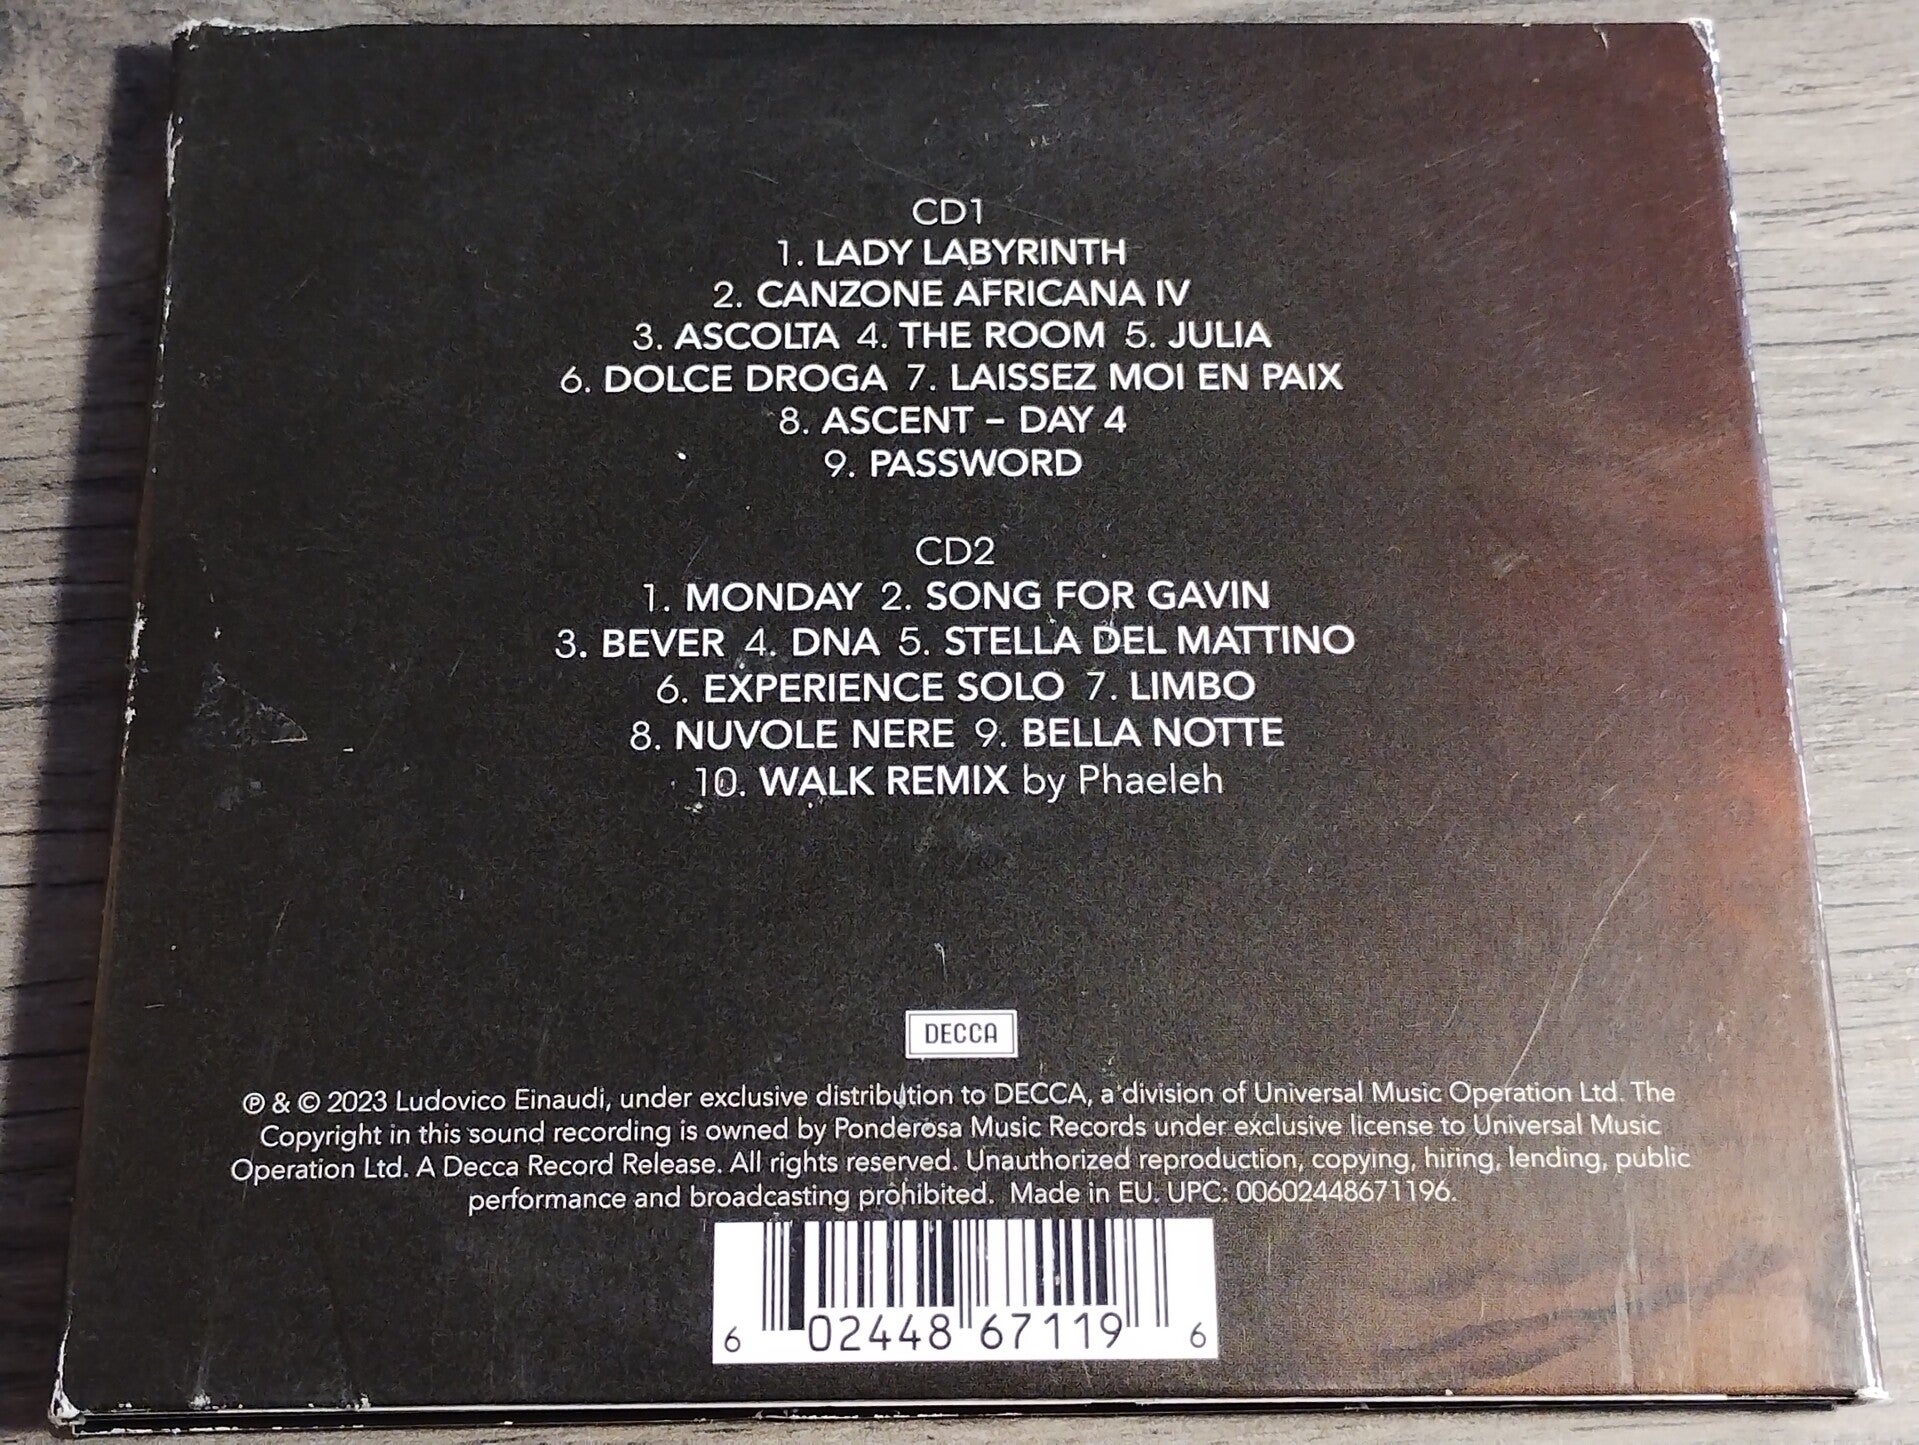 CD1
1. LADY LABYRINTH
2. CANZONE AFRICANA IV
3. ASCOLTA 4. THE ROOM 5. JULIA
6. DOLCE DROGA 7. LAISSEZ MOI EN PAIX
8. ASCENT – DAY 4
9. PASSWORD
CD2
1. MONDAY 2. SONG FOR GAVIN
3. BEVER 4. DNA 5. STELLA DEL MATTINO
6. EXPERIENCE SOLO 7. LIMBO
8. NUVOLE NERE 9. BELLA NOTTE
10. WALK REMIX by Phaeleh
DECCA
℗ & © 2023 Ludovico Einaudi, under exclusive distribution to DECCA, a division of Universal Music Operation Ltd. The
Copyright in this sound recording is owned by Ponderosa Music Records under exclusive license to Universal Music
Operation Ltd. A Decca Record Release. All rights reserved. Unauthorized reproduction, copying, hiring, lending, public
performance and broadcasting prohibited. Made in EU. UPC: 00602448671196.
6 02448 67119 6